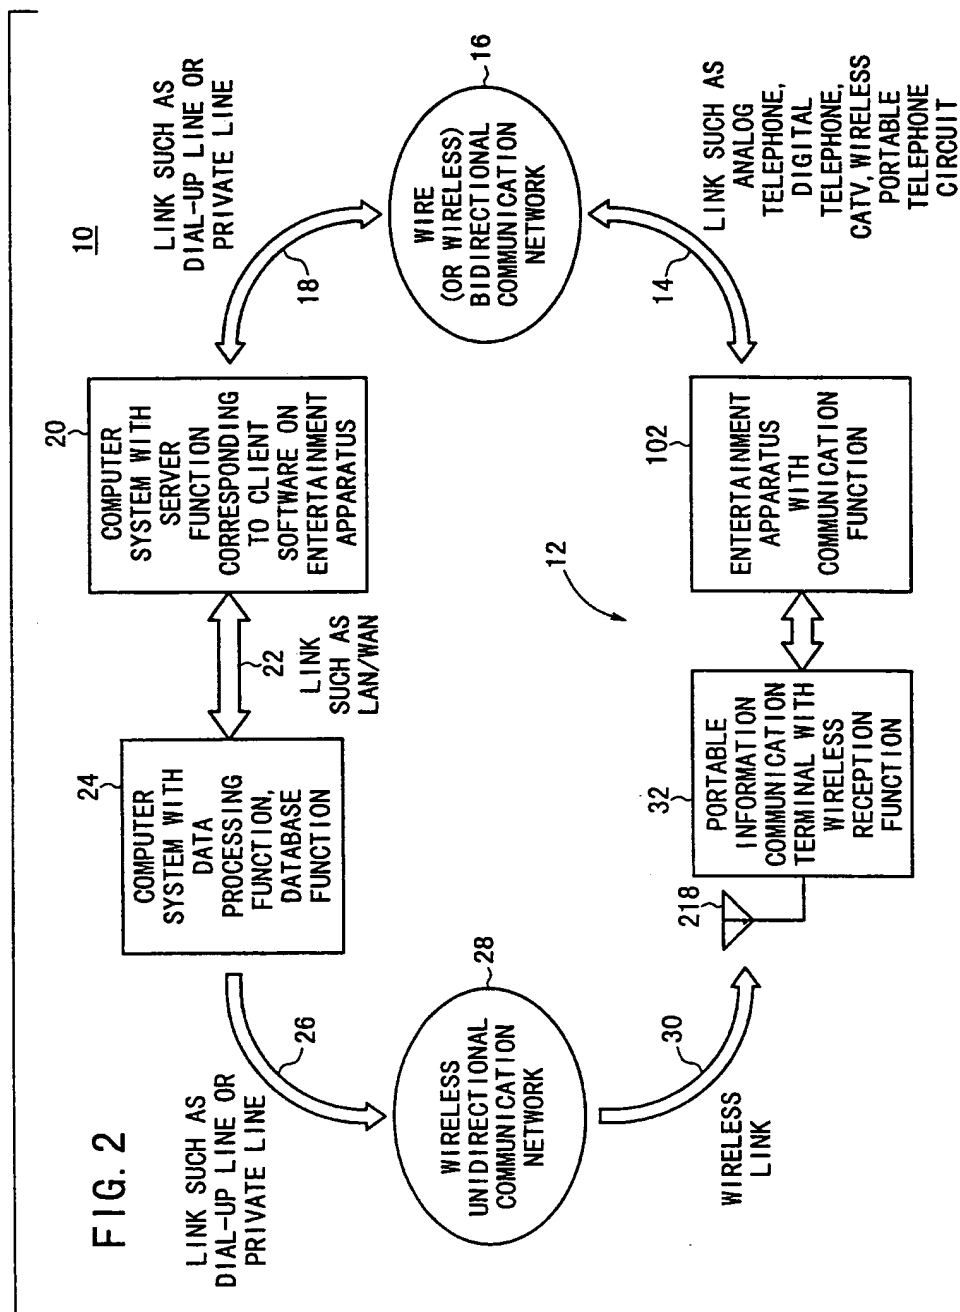 FIG. 2
10
LINK SUCH AS
DIAL-UP LINE OR
PRIVATE LINE
26
24
COMPUTER
SYSTEM WITH
DATA
PROCESSING
FUNCTION,
DATABASE
FUNCTION
22
LINK
SUCH AS
LAN/WAN
20
COMPUTER
SYSTEM WITH
SERVER
FUNCTION
CORRESPONDING
TO CLIENT
SOFTWARE ON
ENTERTAINMENT
APPARATUS
LINK SUCH AS
DIAL-UP LINE OR
PRIVATE LINE
18
28
WIRELESS
UNIDIRECTIONAL
COMMUNICATION
NETWORK
16
WIRE
(OR WIRELESS)
BIDIRECTIONAL
COMMUNICATION
NETWORK
12
WIRELESS
LINK
30
218
32
PORTABLE
INFORMATION
COMMUNICATION
TERMINAL WITH
WIRELESS
RECEPTION
FUNCTION
102
ENTERTAINMENT
APPARATUS
WITH
COMMUNICATION
FUNCTION
14
LINK SUCH AS
ANALOG
TELEPHONE,
DIGITAL
TELEPHONE,
CATV, WIRELESS
PORTABLE
TELEPHONE
CIRCUIT